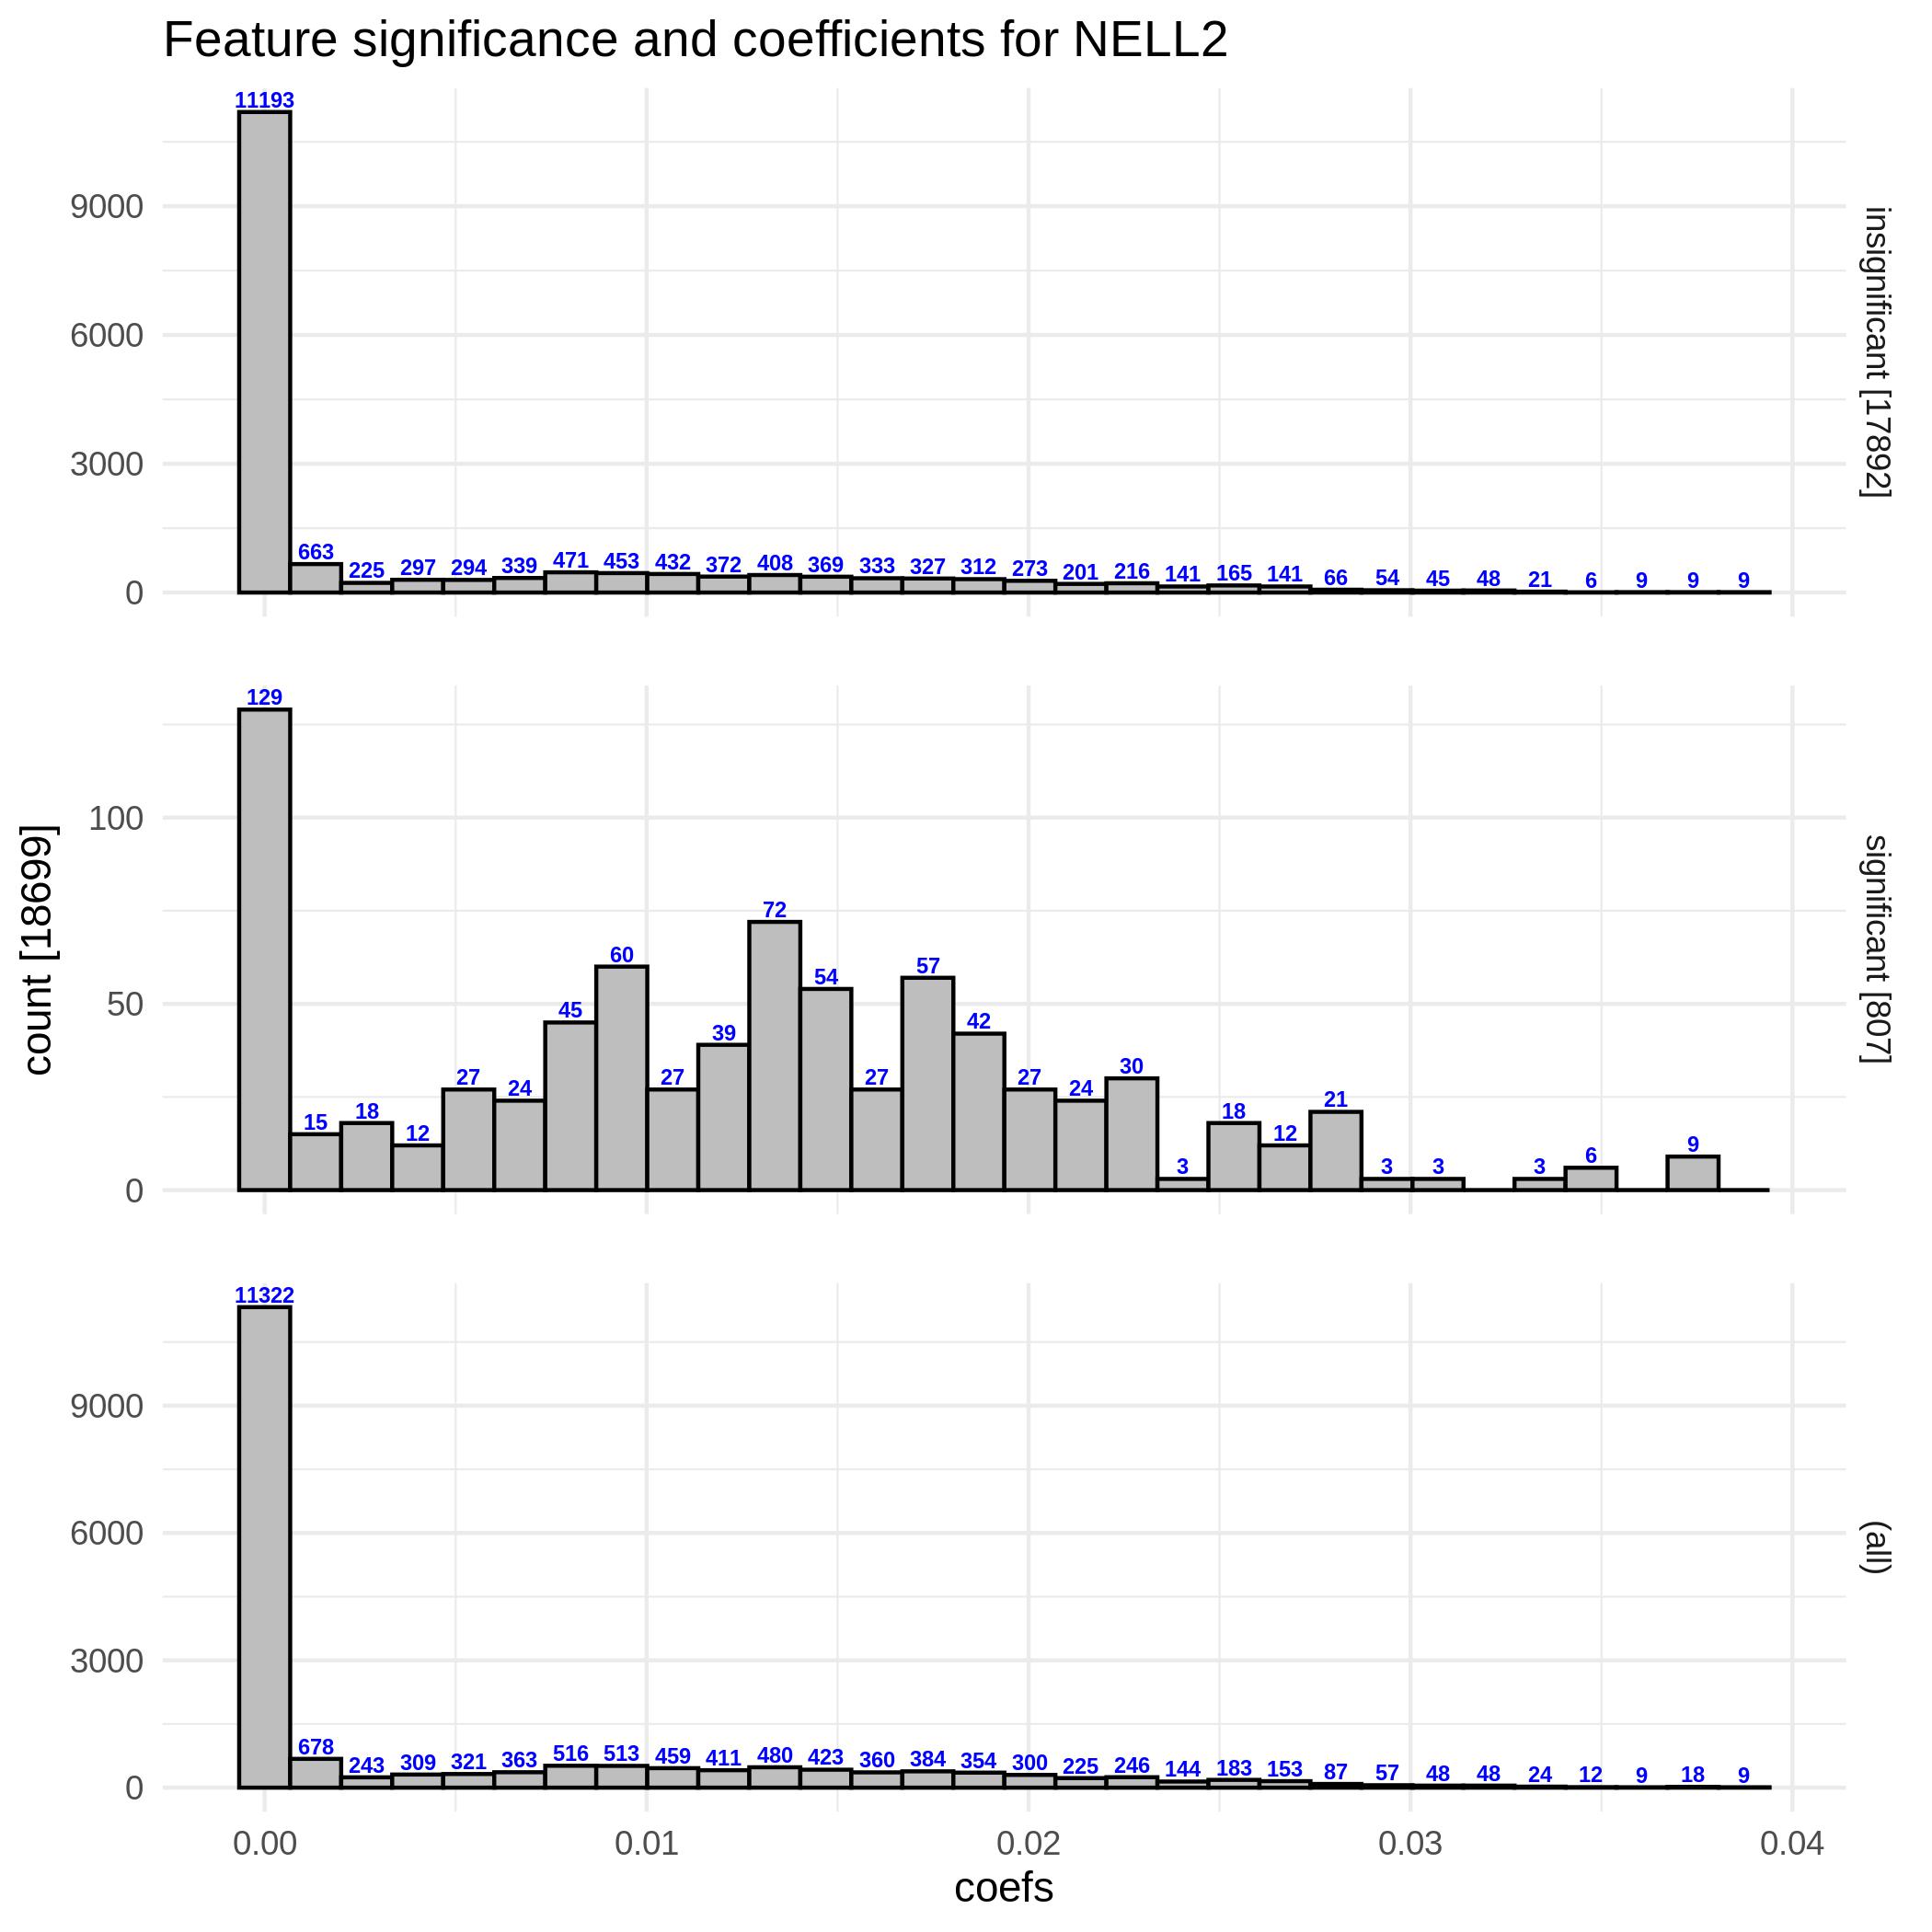 Feature significance and coefficients for NELL2
11193
663 225 297 294 339 471 453 432 372 408 369 333 327 312 273 201 216 141 165 141 66 54 45 48 21 6 9 9 9
9000
6000
3000
0
insignificant [17892]
129
15 18 12 27 24 45 60 27 39 72 54 27 57 42 27 24 30 3 18 12 21 3 3 3 6 9
100
50
0
significant [807]
count [18699]
11322
678 243 309 321 363 516 513 459 411 480 423 360 384 354 300 225 246 144 183 153 87 57 48 48 24 12 9 18 9
9000
6000
3000
0
(all)
0.00 0.01 0.02 0.03 0.04
coefs